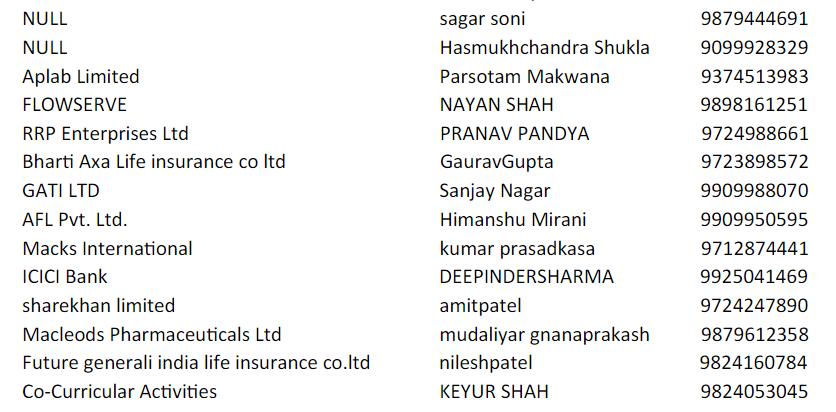 NULL sagar soni 9879444691
NULL Hasmukhchandra Shukla 9099928329
Aplab Limited Parsotam Makwana 9374513983
FLOWSERVE NAYAN SHAH 9898161251
RRP Enterprises Ltd PRANAV PANDYA 9724988661
Bharti Axa Life insurance co ltd GauravGupta 9723898572
GATI LTD Sanjay Nagar 9909988070
AFL Pvt. Ltd. Himanshu Mirani 9909950595
Macks International kumar prasadkasa 9712874441
ICICI Bank DEEPINDERSHARMA 9925041469
sharekhan limited amitpatel 9724247890
Macleods Pharmaceuticals Ltd mudaliyar gnanaprakash 9879612358
Future generali india life insurance co.ltd nileshpatel 9824160784
Co-Curricular Activities KEYUR SHAH 9824053045